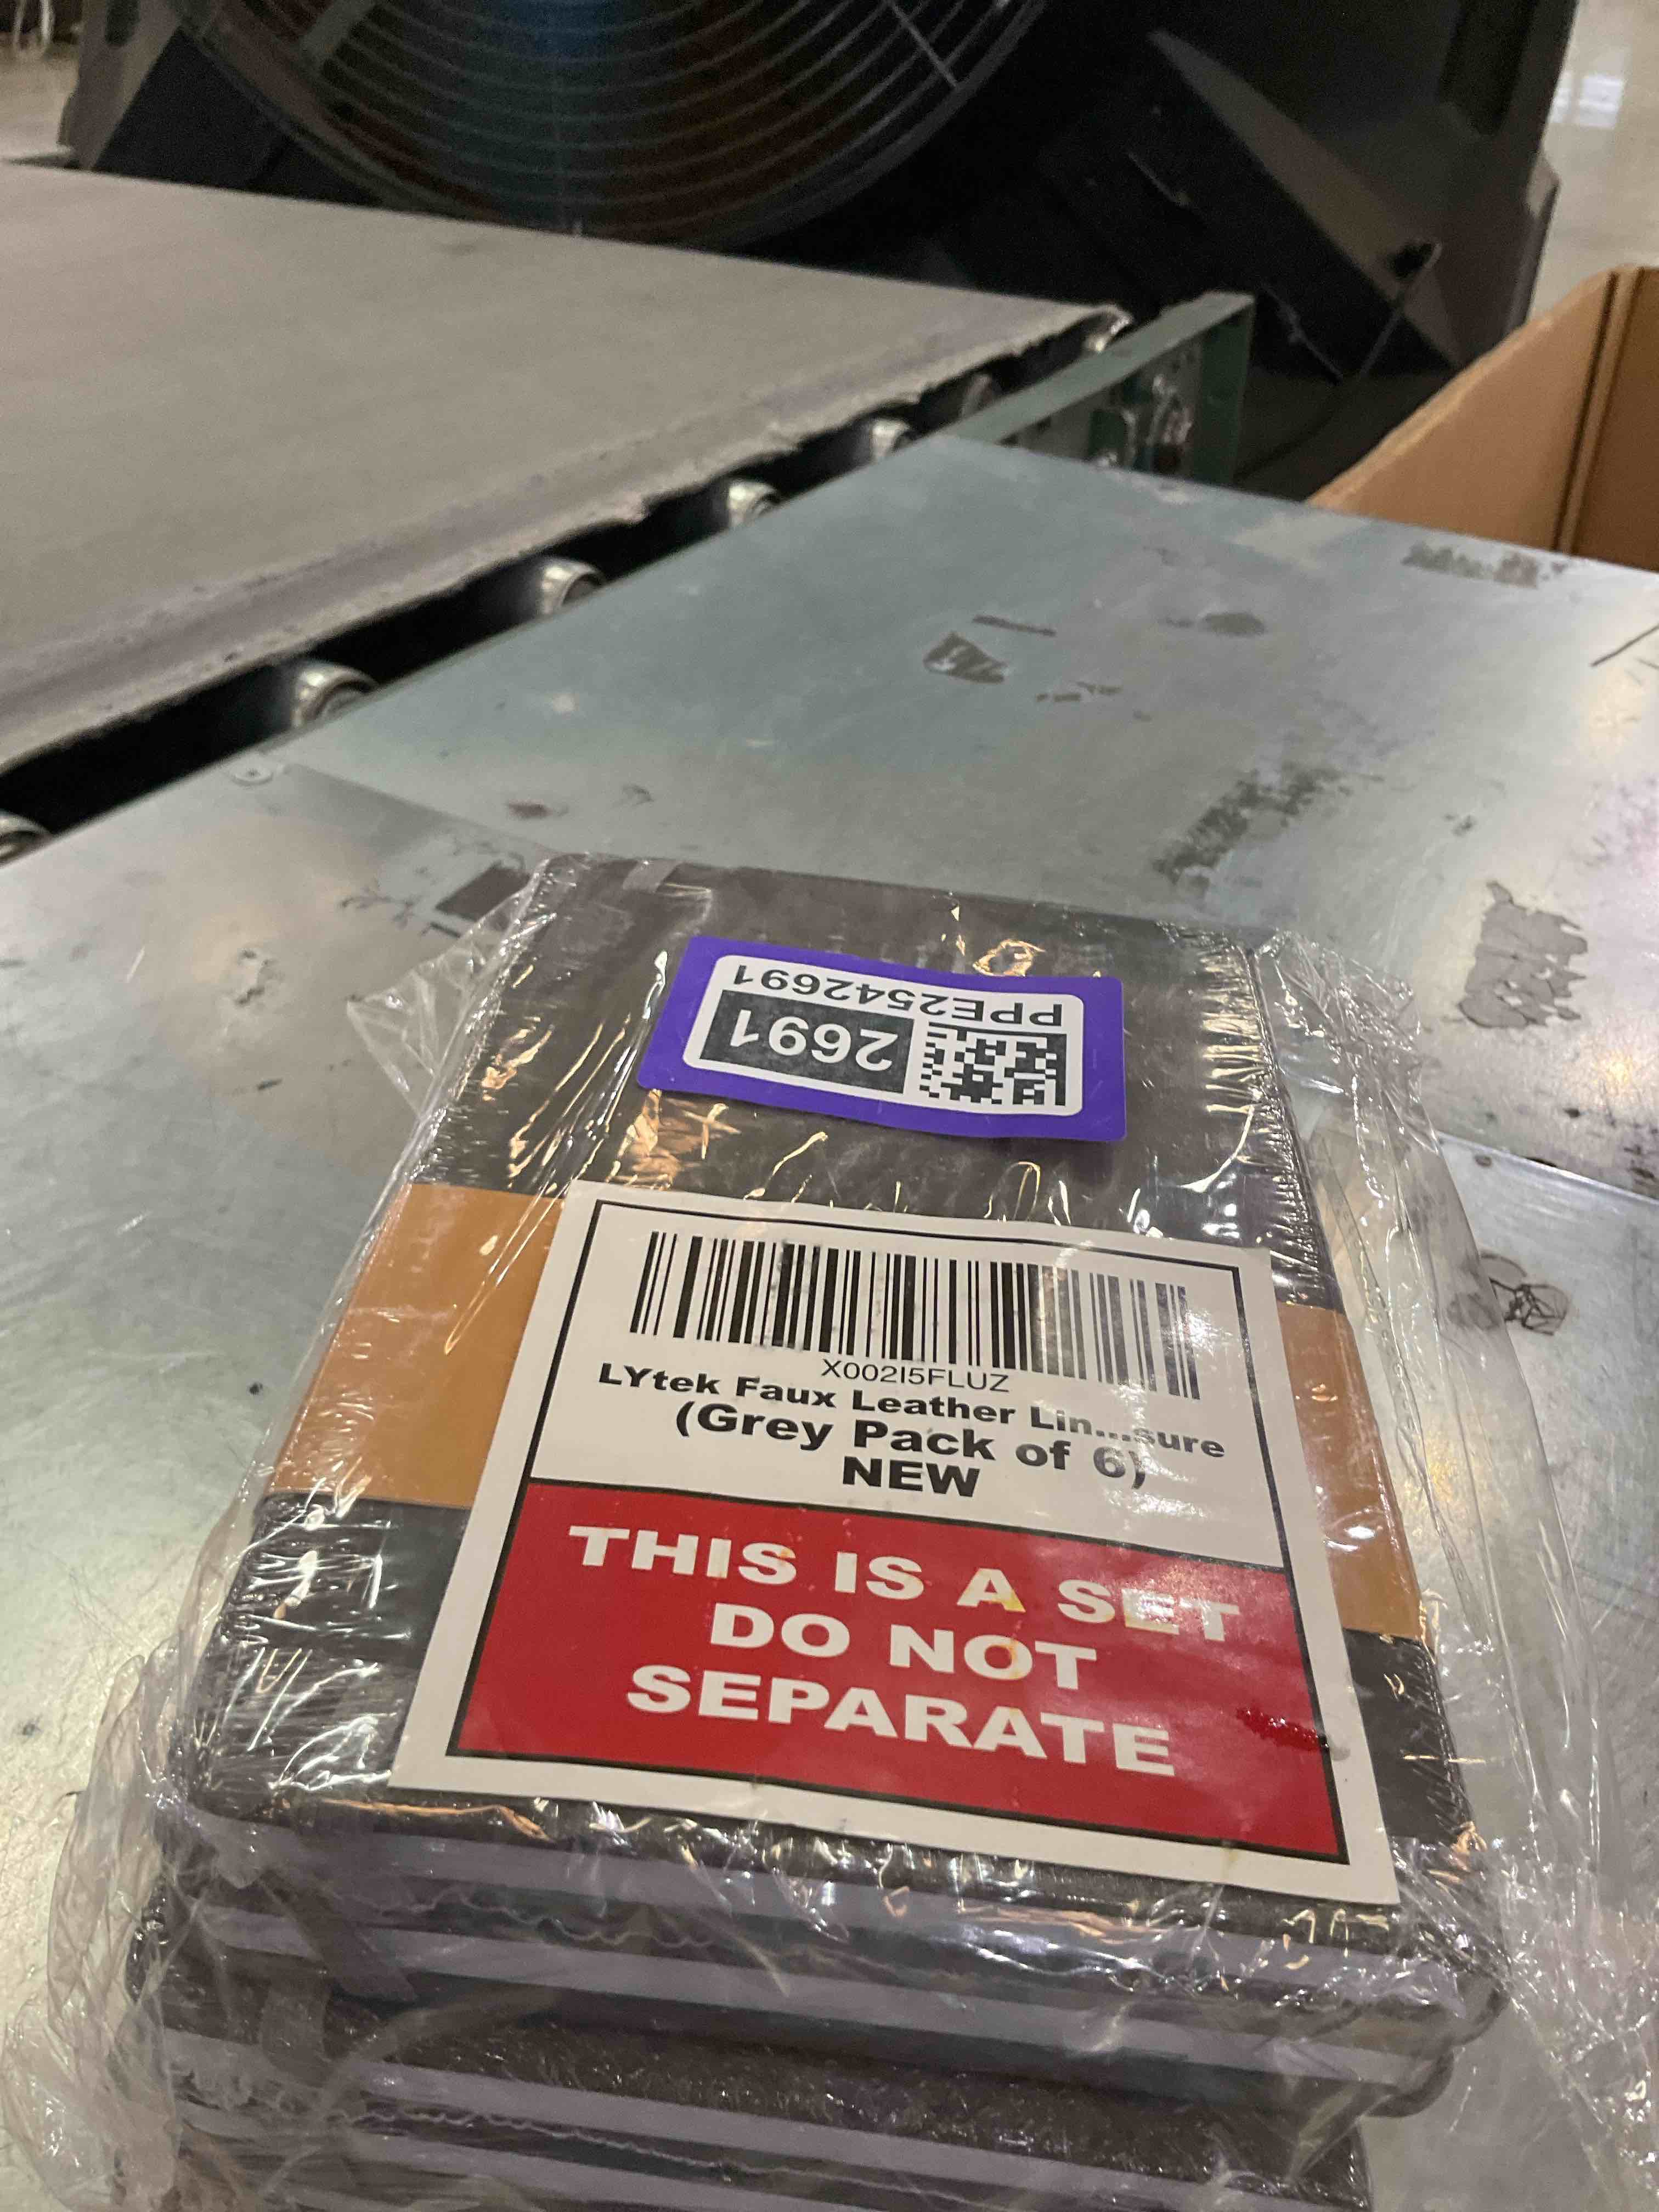 2691
PPE2542691
X002I5FLUZ
LYtek Faux Leather Lin...sure
(Grey Pack of 6)
NEW
THIS IS A SET
DO NOT
SEPARATE